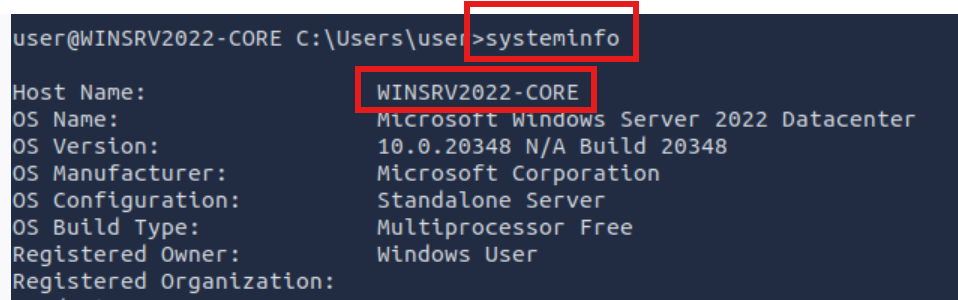 user@WINSRV2022-CORE C:\Users\user>systeminfo
Host Name: WINSRV2022-CORE
OS Name: Microsoft Windows Server 2022 Datacenter
OS Version: 10.0.20348 N/A Build 20348
OS Manufacturer: Microsoft Corporation
OS Configuration: Standalone Server
OS Build Type: Multiprocessor Free
Registered Owner: Windows User
Registered Organization: